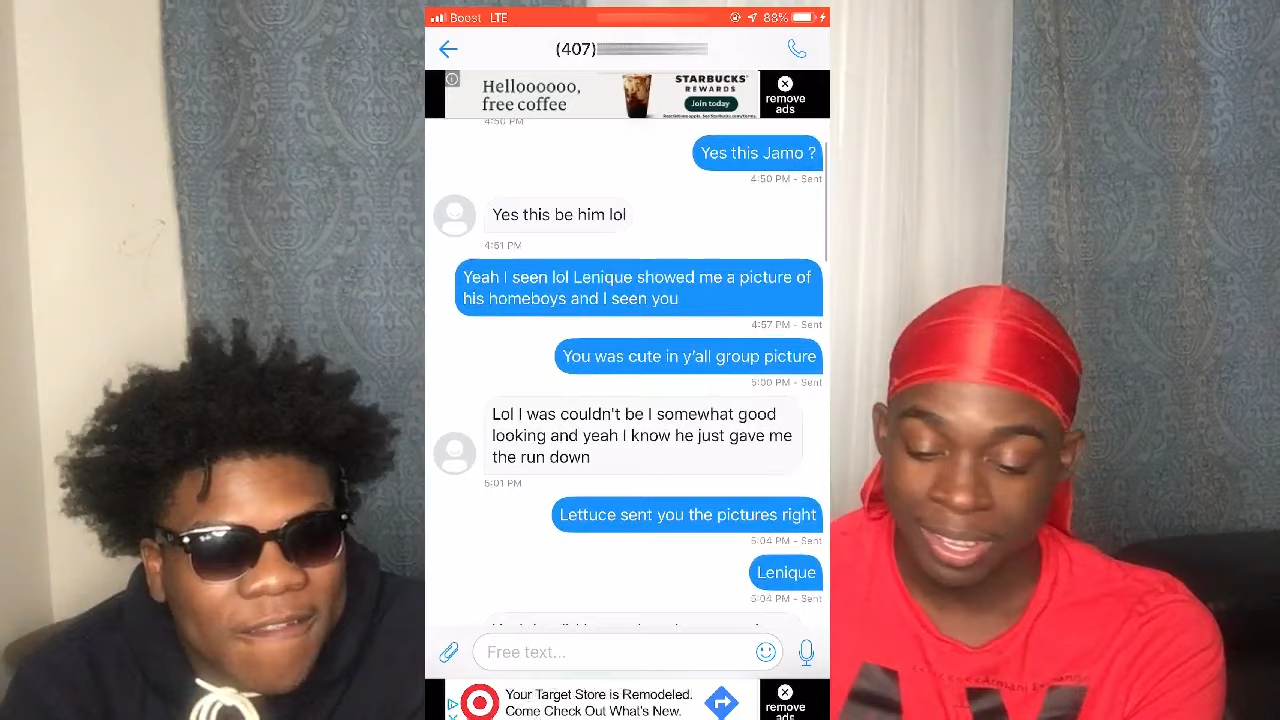 Boost LTE
88%
(407)
Helloooooo,
free coffee
STARBUCKS®
REWARDS
Join today
remove
ads
4:50 PM
Yes this Jamo ?
4:50 PM - Sent
Yes this be him lol
4:51 PM
Yeah I seen lol Lenique showed me a picture of
his homeboys and I seen you
4:57 PM - Sent
You was cute in y'all group picture
5:00 PM - Sent
Lol I was couldn't be I somewhat good
looking and yeah I know he just gave me
the run down
5:01 PM
Lettuce sent you the pictures right
5:04 PM - Sent
Lenique
5:04 PM - Sent
Free text...
Your Target Store is Remodeled.
Come Check Out What's New.
remove
ads